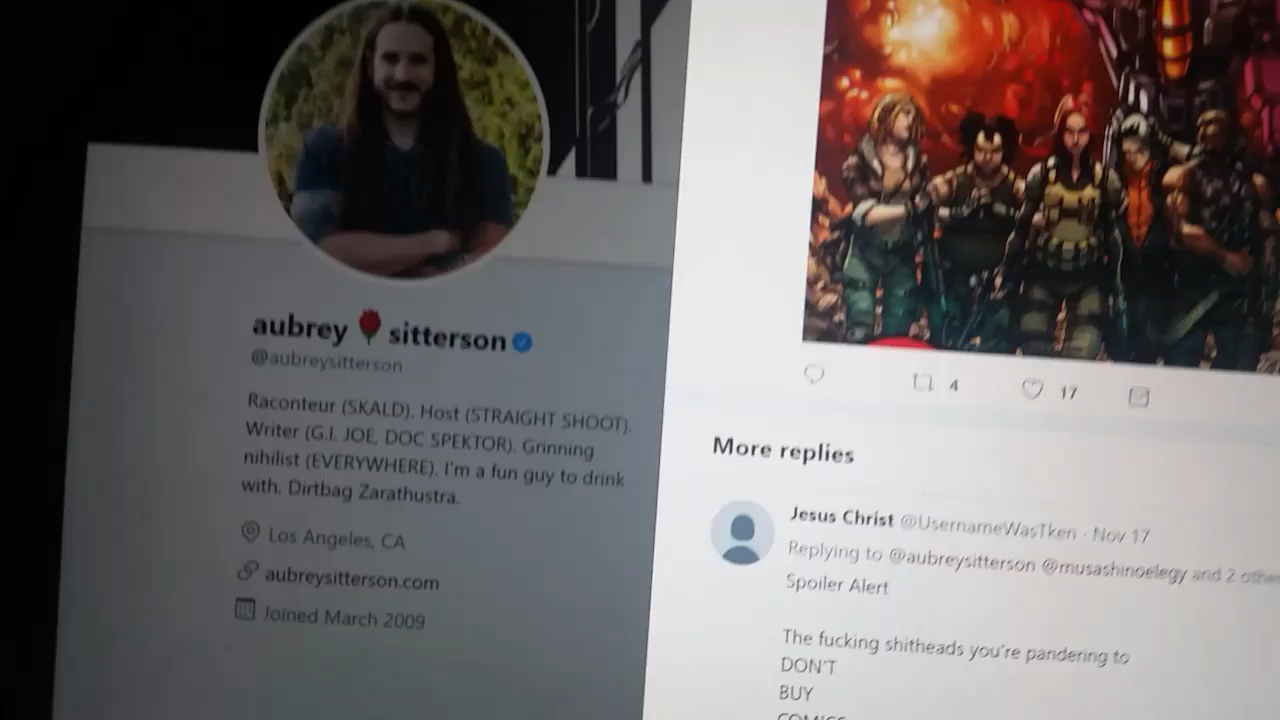 aubrey🌹sitterson
@aubreysitterson
Raconteur (SKALD). Host (STRAIGHT SHOOT).
Writer (G.I. JOE, DOC SPEKTOR). Grinning
nihilist (EVERYWHERE). I'm a fun guy to drink
with. Dirtbag Zarathustra.
Los Angeles, CA
aubreysitterson.com
Joined March 2009
4
17
More replies
Jesus Christ @UsernameWasTken · Nov 17
Replying to @aubreysitterson @musashinoelegy and 2 othe
Spoiler Alert
The fucking shitheads you're pandering to
DON'T
BUY
COMICS